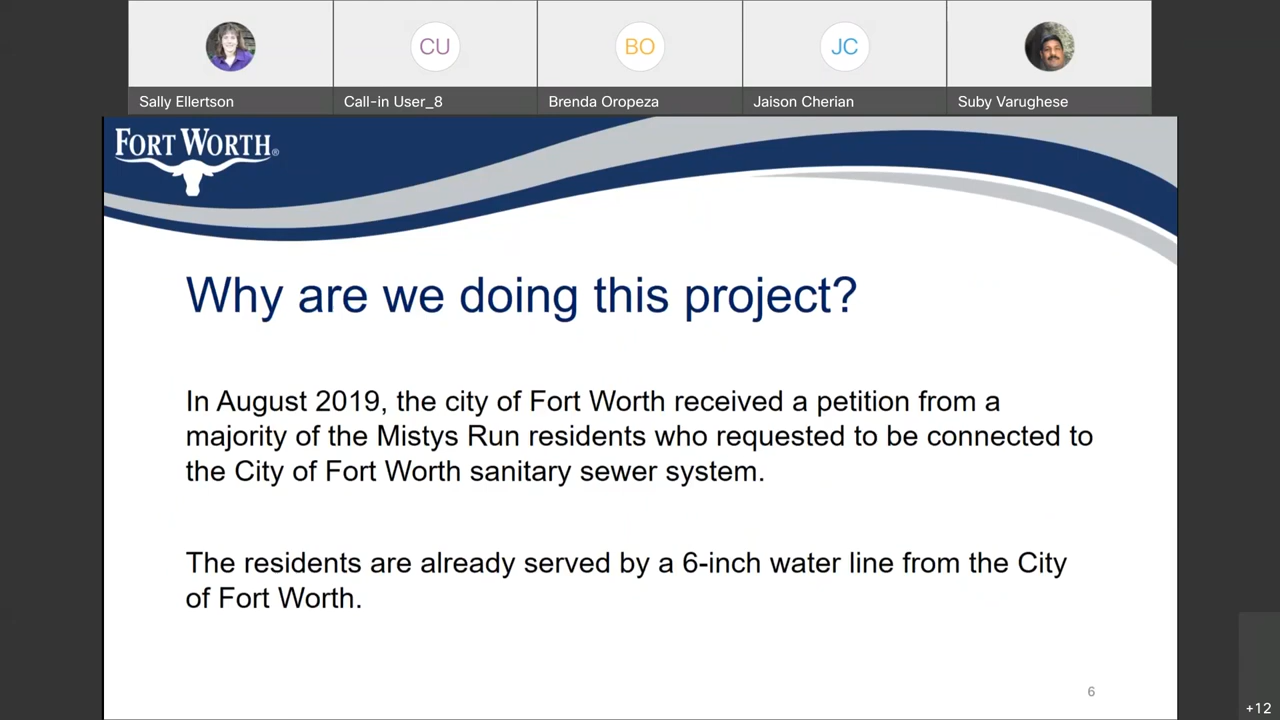 CU
BO
JC
Sally Ellertson
Call-in User_8
Brenda Oropeza
Jaison Cherian
Suby Varughese
FORT WORTH®
Why are we doing this project?
In August 2019, the city of Fort Worth received a petition from a
majority of the Mistys Run residents who requested to be connected to
the City of Fort Worth sanitary sewer system.
The residents are already served by a 6-inch water line from the City
of Fort Worth.
6
+12